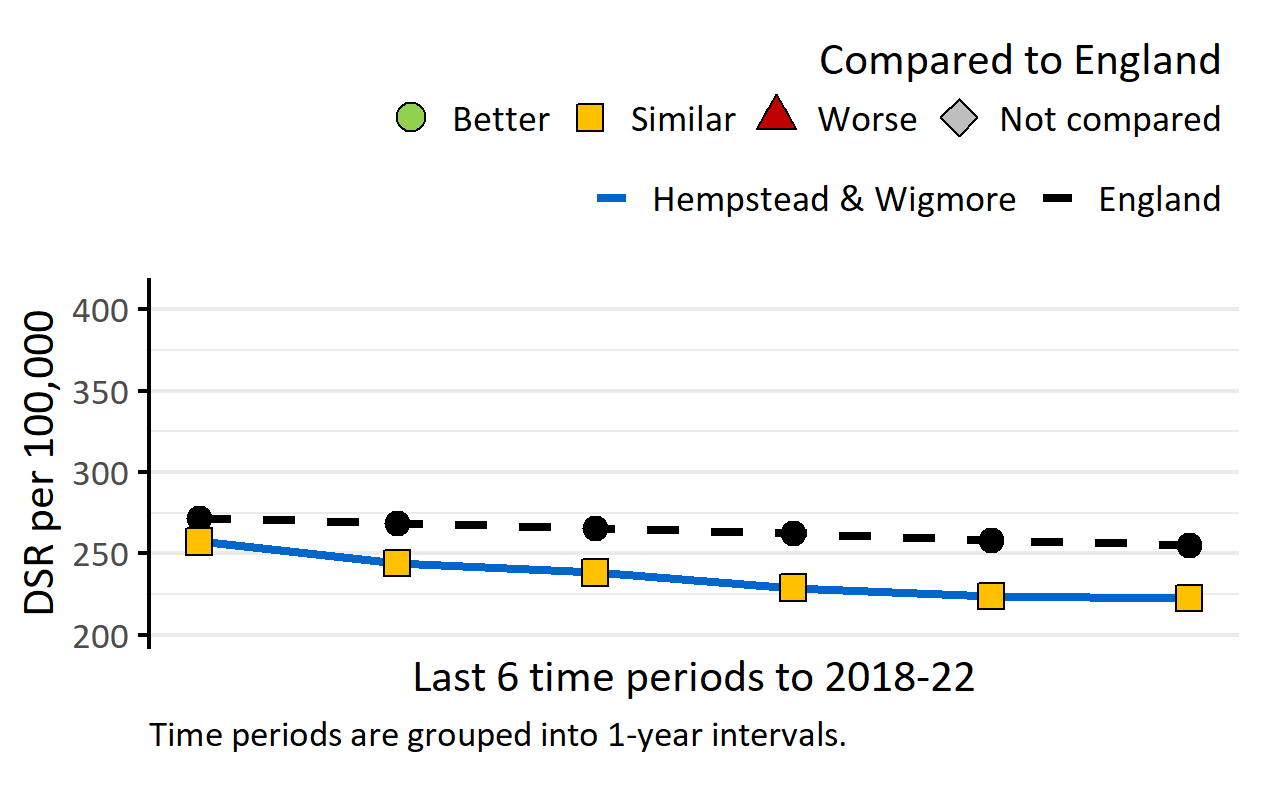 Compared to England
Better Similar Worse Not compared
Hempstead & Wigmore England
DSR per 100,000
400
350
300
250
200
Last 6 time periods to 2018-22
Time periods are grouped into 1-year intervals.